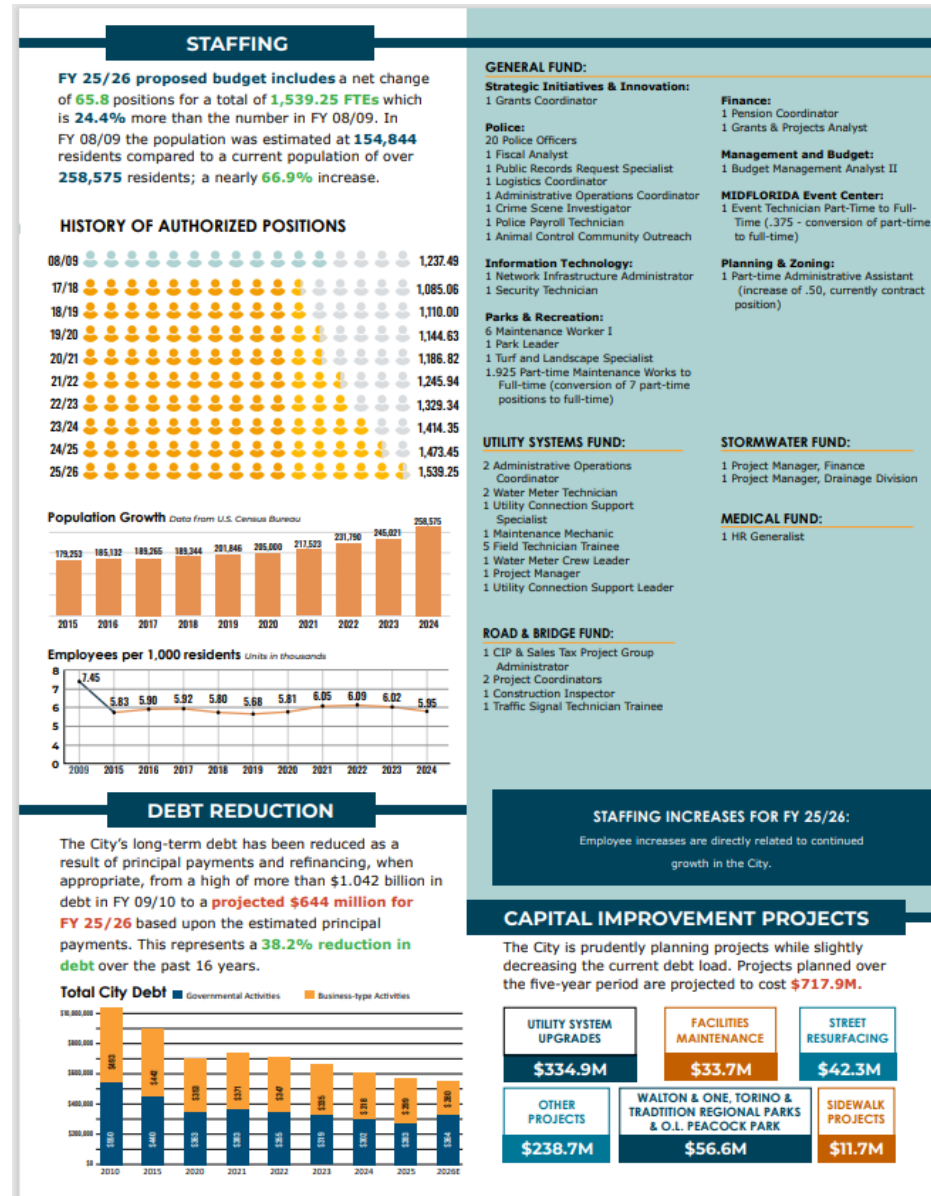 STAFFING
FY 25/26 proposed budget includes a net change
of 65.8 positions for a total of 1,539.25 FTEs which
is 24.4% more than the number in FY 08/09. In
FY 08/09 the population was estimated at 154,844
residents compared to a current population of over
258,575 residents; a nearly 66.9% increase.
HISTORY OF AUTHORIZED POSITIONS
08/09 1,237.49
17/18 1,085.06
18/19 1,110.00
19/20 1,144.63
20/21 1,186.82
21/22 1,245.94
22/23 1,329.34
23/24 1,414.35
24/25 1,473.45
25/26 1,539.25
Population Growth Data from U.S. Census Bureau
179,253 185,132 189,265 189,344 201,846 205,000 217,523 231,790 245,021 258,575
2015 2016 2017 2018 2019 2020 2021 2022 2023 2024
Employees per 1,000 residents Units in thousands
8
7
6
5
4
0
7.45 5.83 5.90 5.92 5.80 5.68 5.81 6.05 6.09 6.02 5.95
2009 2015 2016 2017 2018 2019 2020 2021 2022 2023 2024
DEBT REDUCTION
The City's long-term debt has been reduced as a
result of principal payments and refinancing, when
appropriate, from a high of more than $1.042 billion in
debt in FY 09/10 to a projected $644 million for
FY 25/26 based upon the estimated principal
payments. This represents a 38.2% reduction in
debt over the past 16 years.
Total City Debt Governmental Activities Business-type Activities
$10,000,000
$800,000
$600,000
$400,000
$200,000
$0
$440 $371 $347
$440 $363 $319 $302
2010 2015 2020 2021 2022 2023 2024 2025 2026E
GENERAL FUND:
Strategic Initiatives & Innovation:
1 Grants Coordinator
Police:
20 Police Officers
1 Fiscal Analyst
1 Public Records Request Specialist
1 Logistics Coordinator
1 Administrative Operations Coordinator
1 Crime Scene Investigator
1 Police Payroll Technician
1 Animal Control Community Outreach
Information Technology:
1 Network Infrastructure Administrator
1 Security Technician
Parks & Recreation:
6 Maintenance Worker I
1 Park Leader
1 Turf and Landscape Specialist
1.925 Part-time Maintenance Works to
Full-time (conversion of 7 part-time
positions to full-time)
Finance:
1 Pension Coordinator
1 Grants & Projects Analyst
Management and Budget:
1 Budget Management Analyst II
MIDFLORIDA Event Center:
1 Event Technician Part-Time to Full-
Time (.375 - conversion of part-time
to full-time)
Planning & Zoning:
1 Part-time Administrative Assistant
(increase of .50, currently contract
position)
UTILITY SYSTEMS FUND:
2 Administrative Operations
Coordinator
2 Water Meter Technician
1 Utility Connection Support
Specialist
1 Maintenance Mechanic
5 Field Technician Trainee
1 Water Meter Crew Leader
1 Project Manager
1 Utility Connection Support Leader
STORMWATER FUND:
1 Project Manager, Finance
1 Project Manager, Drainage Division
MEDICAL FUND:
1 HR Generalist
ROAD & BRIDGE FUND:
1 CIP & Sales Tax Project Group
Administrator
2 Project Coordinators
1 Construction Inspector
1 Traffic Signal Technician Trainee
STAFFING INCREASES FOR FY 25/26:
Employee increases are directly related to continued
growth in the City.
CAPITAL IMPROVEMENT PROJECTS
The City is prudently planning projects while slightly
decreasing the current debt load. Projects planned over
the five-year period are projected to cost $717.9M.
UTILITY SYSTEM
UPGRADES
$334.9M
FACILITIES
MAINTENANCE
$33.7M
STREET
RESURFACING
$42.3M
OTHER
PROJECTS
$238.7M
WALTON & ONE, TORINO &
TRADTITION REGIONAL PARKS
& O.L. PEACOCK PARK
$56.6M
SIDEWALK
PROJECTS
$11.7M